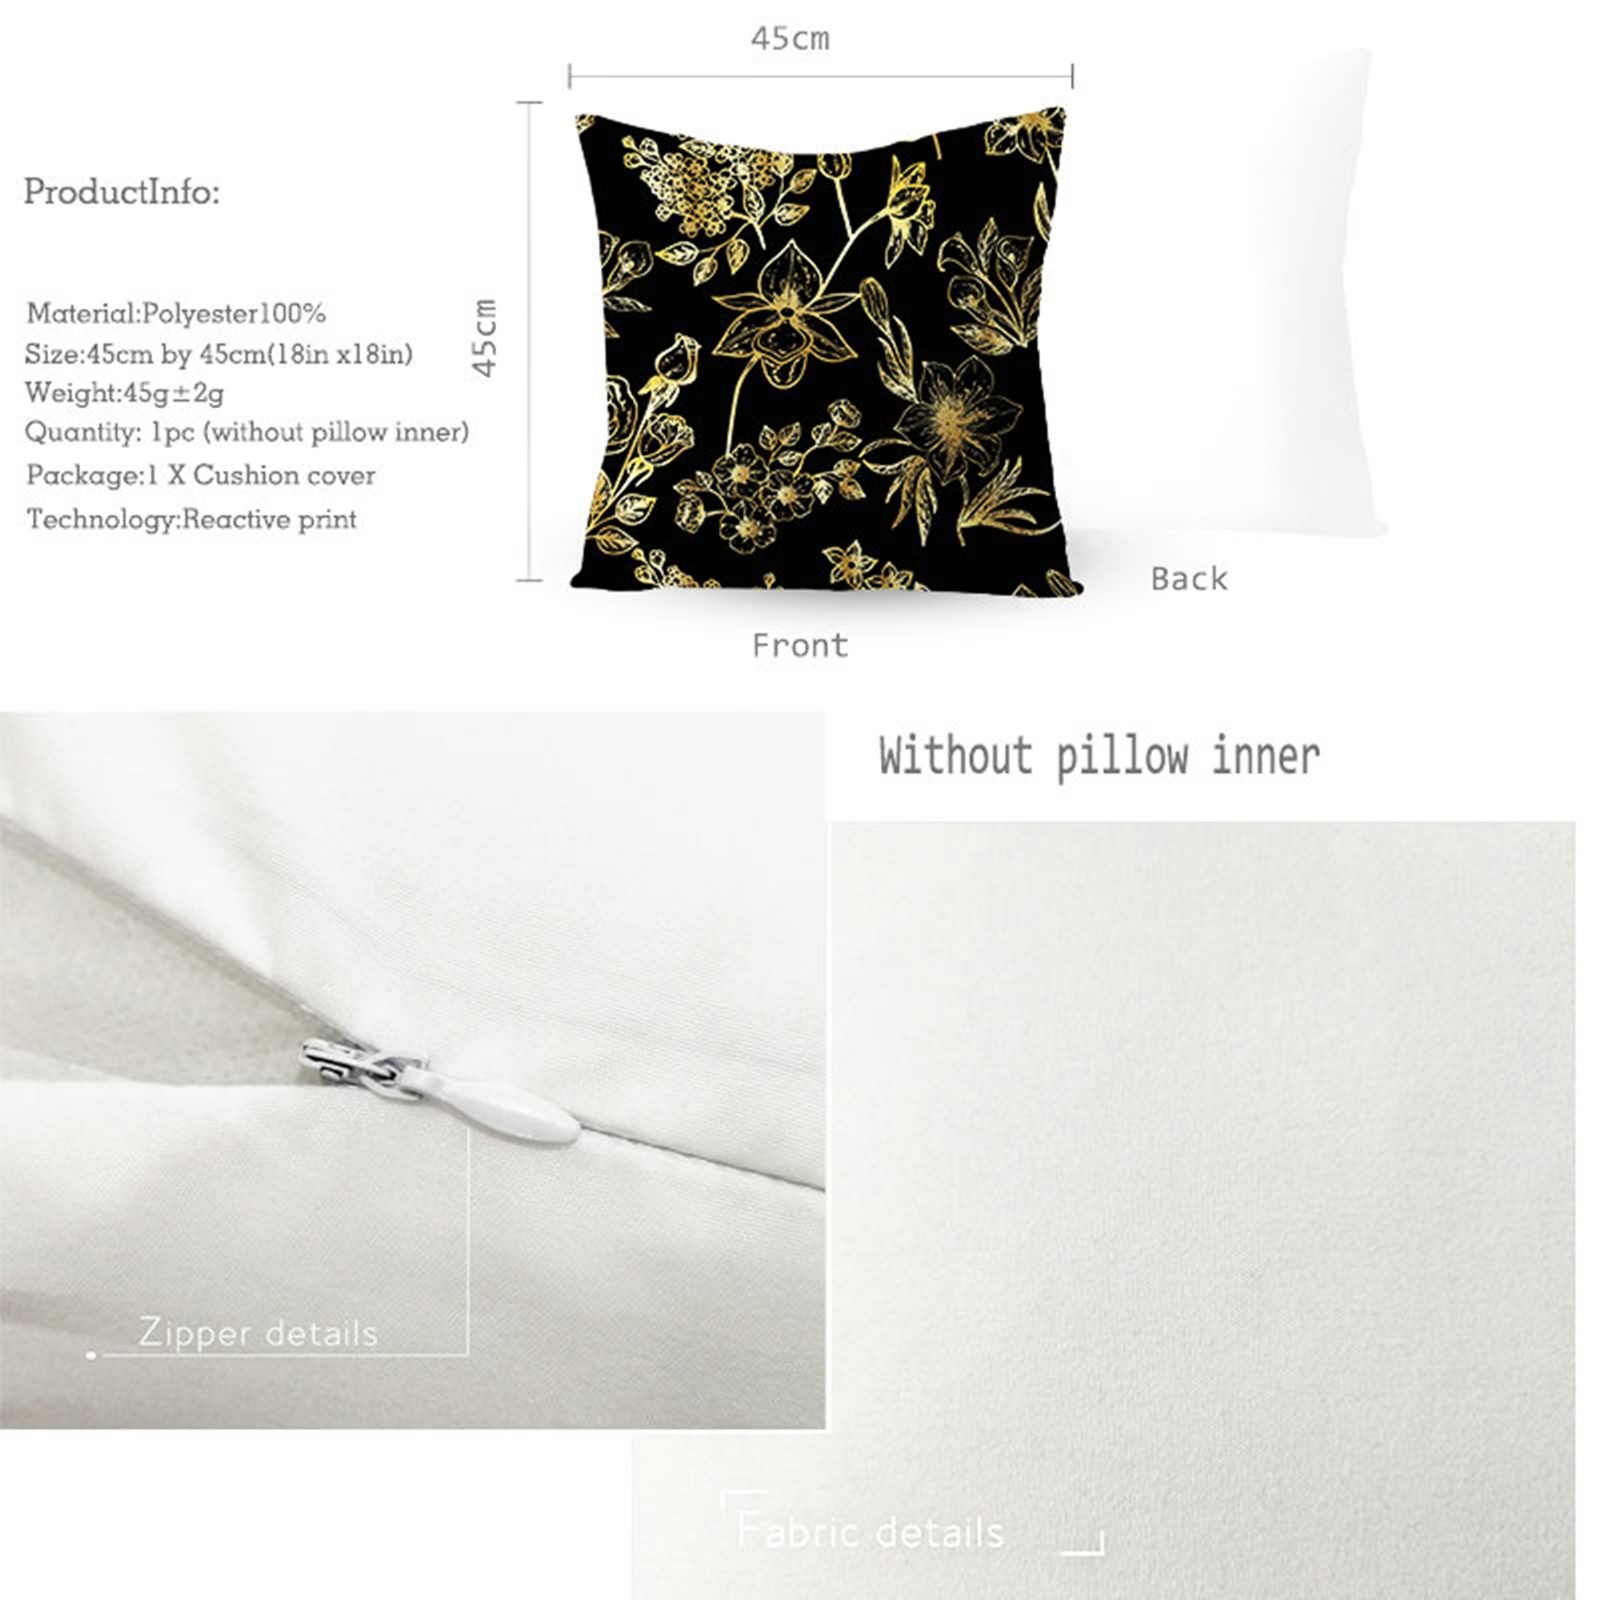 45cm
ProductInfo:
45cm
Material:Polyester100%
Size:45cm by 45cm(18in x18in)
Weight:45g±2g
Quantity: 1pc (without pillow inner)
Package:1 X Cushion cover
Technology:Reactive print
Back
Front
Without pillow inner
Zipper details
Fabric details